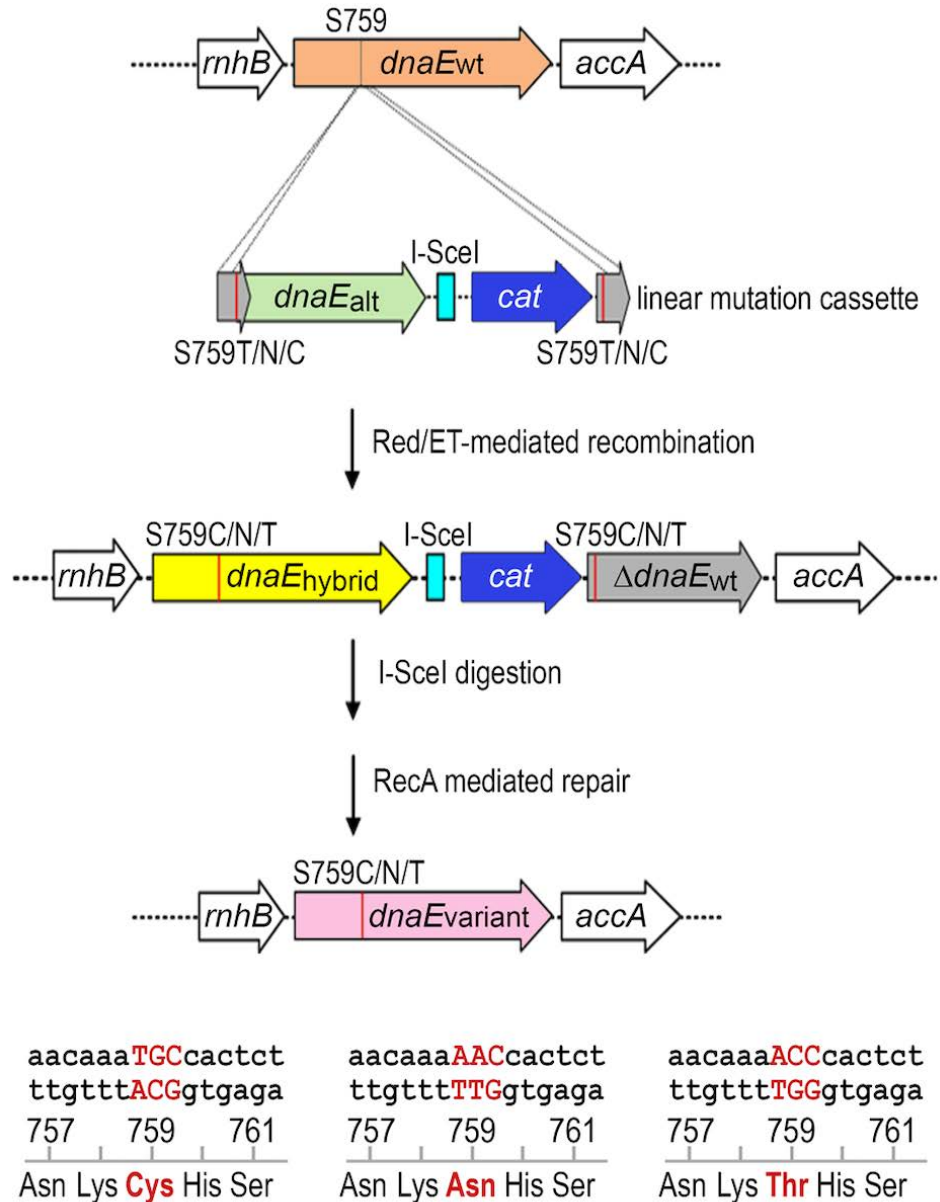 S759
rnhB dnaEwt accA
I-SceI
dnaEalt cat linear mutation cassette
S759T/N/C S759T/N/C
Red/ET-mediated recombination
S759C/N/T I-SceI S759C/N/T
rnhB dnaEhybrid cat ΔdnaEwt accA
I-SceI digestion
RecA mediated repair
S759C/N/T
rnhB dnaEvariant accA
aacaaaTGCcactct aacaaaAACcactct aacaaaACCcactct
ttgtttACGgtgaga ttgtttTTGgtgaga ttgtttTGGgtgaga
757 759 761 757 759 761 757 759 761
Asn Lys Cys His Ser Asn Lys Asn His Ser Asn Lys Thr His Ser